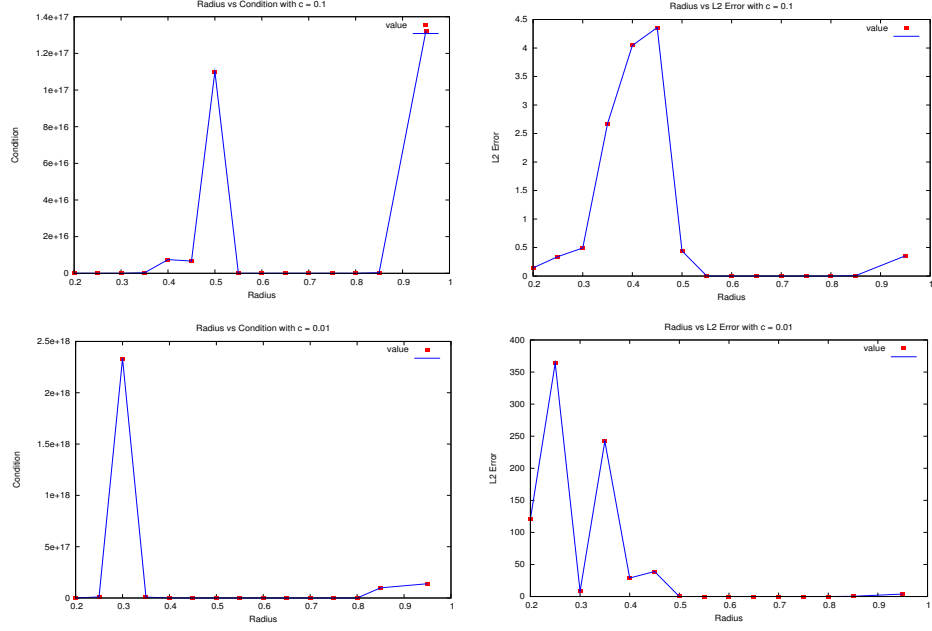 Radius vs Condition with c = 0.1
1.4e+17
1.2e+17
1e+17
8e+16
6e+16
4e+16
2e+16
0
Condition
value
0.2 0.3 0.4 0.5 0.6 0.7 0.8 0.9 1
Radius
Radius vs L2 Error with c = 0.1
4.5
4
3.5
3
2.5
2
1.5
1
0.5
0
L2 Error
value
0.2 0.3 0.4 0.5 0.6 0.7 0.8 0.9 1
Radius
Radius vs Condition with c = 0.01
2.5e+18
2e+18
1.5e+18
1e+18
5e+17
0
Condition
value
0.2 0.3 0.4 0.5 0.6 0.7 0.8 0.9 1
Radius
Radius vs L2 Error with c = 0.01
400
350
300
250
200
150
100
50
0
L2 Error
value
0.2 0.3 0.4 0.5 0.6 0.7 0.8 0.9 1
Radius